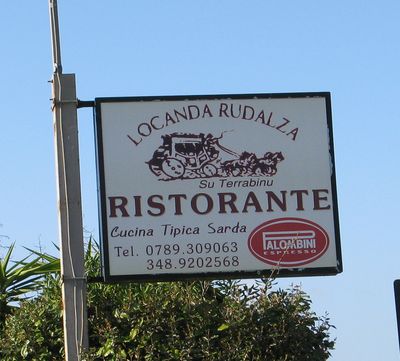 LOCANDA RUDALZA
Su Terrabinu
RISTORANTE
Cucina Tipica Sarda
Tel. 0789.309063
348.9202568
PALOMBINI
ESPRESSO